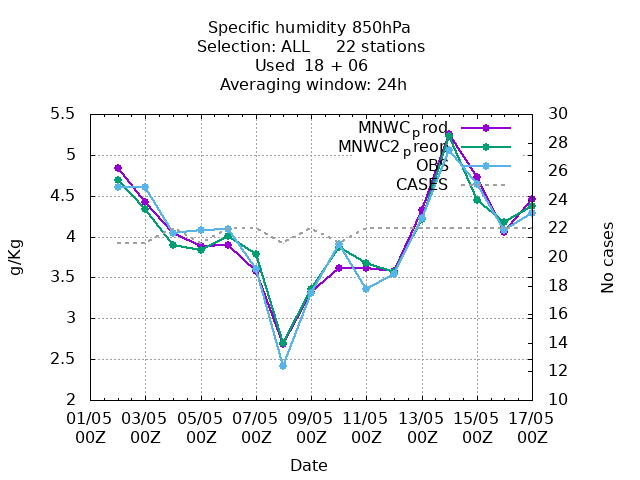 Specific humidity 850hPa
Selection: ALL 22 stations
Used 18 + 06
Averaging window: 24h
5.5
5
4.5
4
3.5
3
2.5
2
30
28
26
24
22
20
18
16
14
12
10
g/Kg
No cases
MNWCprod
MNWC2preop
OBS
CASES
01/05 03/05 05/05 07/05 09/05 11/05 13/05 15/05 17/05
00Z 00Z 00Z 00Z 00Z 00Z 00Z 00Z 00Z
Date